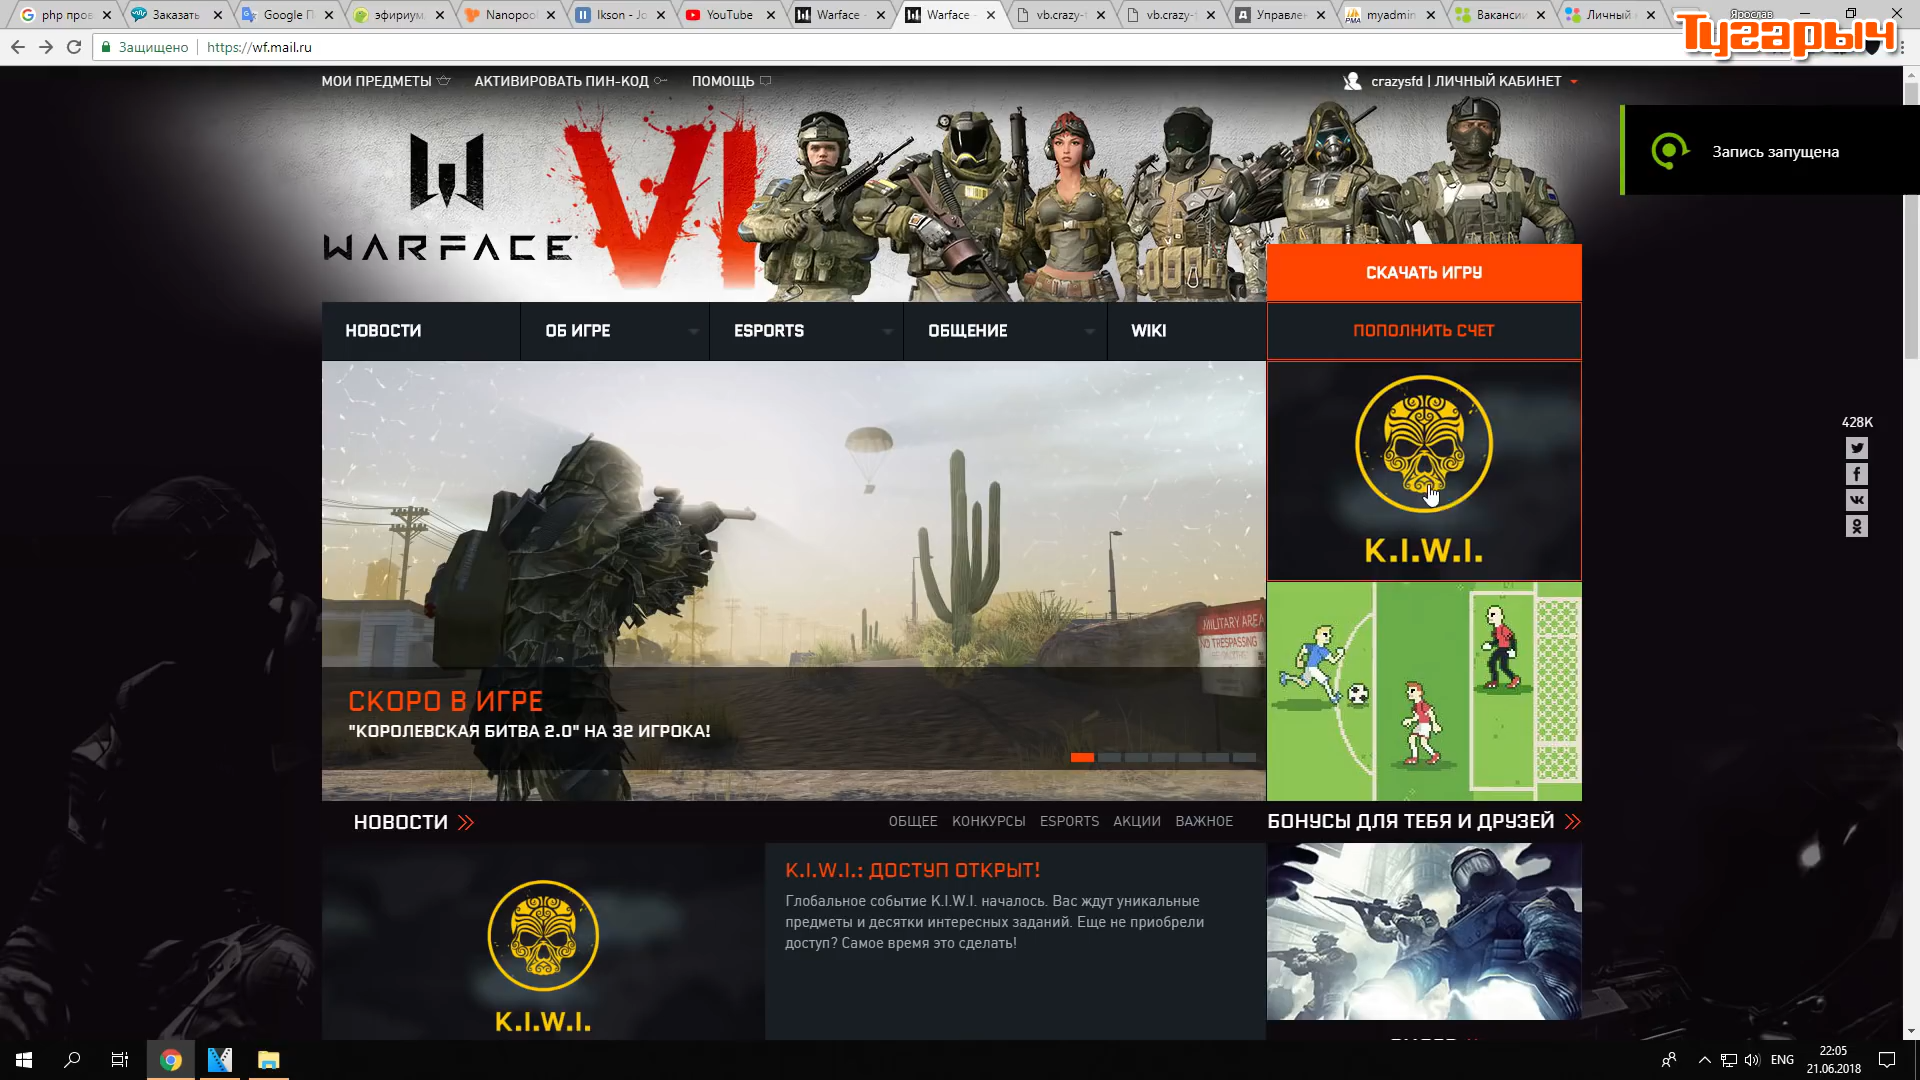 php пров
Заказать
Google П
эфириум
Nanopoo
Ikson - Jo
YouTube
Warface -
Warface -
vb.crazy-
vb.crazy-
Управлен
myadmin
Вакансии
Личный
Ярослав
Тугарыч
Защищено
https://wf.mail.ru
МОИ ПРЕДМЕТЫ
АКТИВИРОВАТЬ ПИН-КОД
ПОМОЩЬ
crazysfd | ЛИЧНЫЙ КАБИНЕТ
Запись запущена
WARFACE
VI
СКАЧАТЬ ИГРУ
НОВОСТИ
ОБ ИГРЕ
ESPORTS
ОБЩЕНИЕ
WIKI
ПОПОЛНИТЬ СЧЕТ
428K
K.I.W.I.
MILITARY AREA
NO TRESPASSING
СКОРО В ИГРЕ
"КОРОЛЕВСКАЯ БИТВА 2.0" НА 32 ИГРОКА!
НОВОСТИ
ОБЩЕЕ
КОНКУРСЫ
ESPORTS
АКЦИИ
ВАЖНОЕ
БОНУСЫ ДЛЯ ТЕБЯ И ДРУЗЕЙ
K.I.W.I.: ДОСТУП ОТКРЫТ!
Глобальное событие K.I.W.I. началось. Вас ждут уникальные
предметы и десятки интересных заданий. Еще не приобрели
доступ? Самое время это сделать!
K.I.W.I.
ENG
22:05
21.06.2018